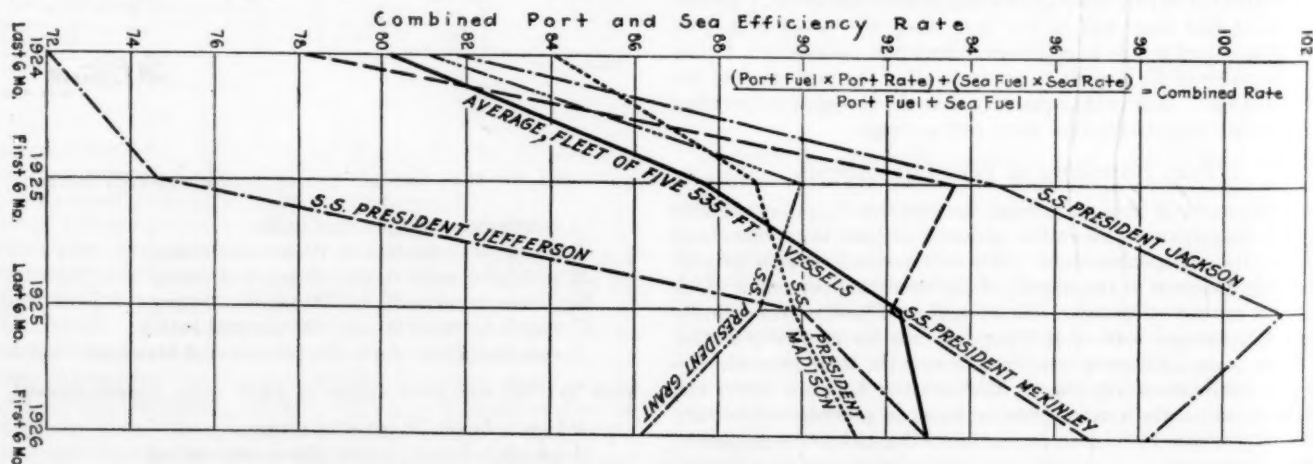 Combined Port and Sea Efficiency Rate
72 74 76 78 80 82 84 86 88 90 92 94 96 98 100 102
(Port Fuel × Port Rate) + (Sea Fuel × Sea Rate)
Port Fuel + Sea Fuel
= Combined Rate
Last 6 Mo.
1924
First 6 Mo.
1925
Last 6 Mo.
1925
First 6 Mo.
1926
AVERAGE, FLEET OF FIVE 535-FT. VESSELS
S.S. PRESIDENT JEFFERSON
S.S. PRESIDENT JACKSON
S.S. PRESIDENT GRANT
S.S. PRESIDENT MADISON
S.S. PRESIDENT McKINLEY